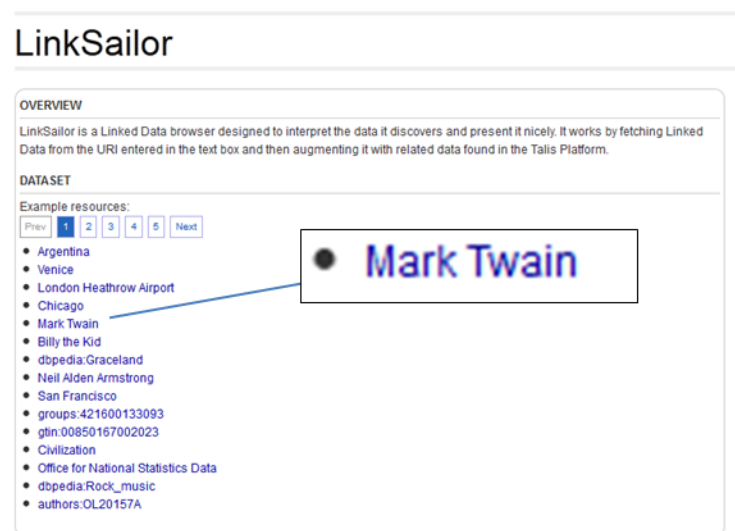 LinkSailor
OVERVIEW
LinkSailor is a Linked Data browser designed to interpret the data it discovers and present it nicely. It works by fetching Linked
Data from the URI entered in the text box and then augmenting it with related data found in the Talis Platform.
DATASET
Example resources:
Prev 1 2 3 4 5 Next
• Argentina
• Venice
• London Heathrow Airport
• Chicago
• Mark Twain
• Mark Twain
• Billy the Kid
• dbpedia:Graceland
• Neil Alden Armstrong
• San Francisco
• groups:421600133093
• gtin:00850167002023
• Civilization
• Office for National Statistics Data
• dbpedia:Rock_music
• authors:OL20157A